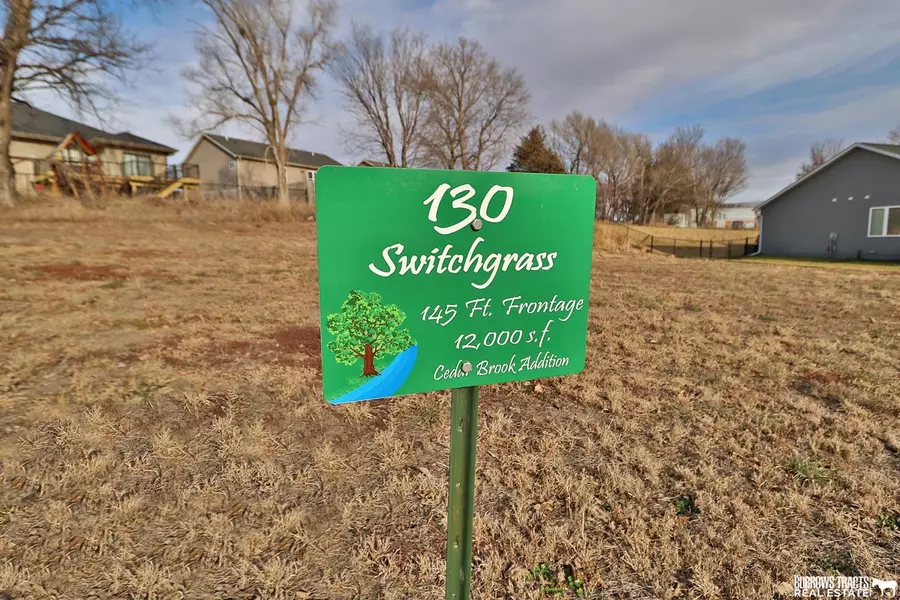 130
Switchgrass
145 Ft. Frontage
12,000 s.f.
Cedar Brook Addition
BURROWS TRACTS
REAL ESTATE